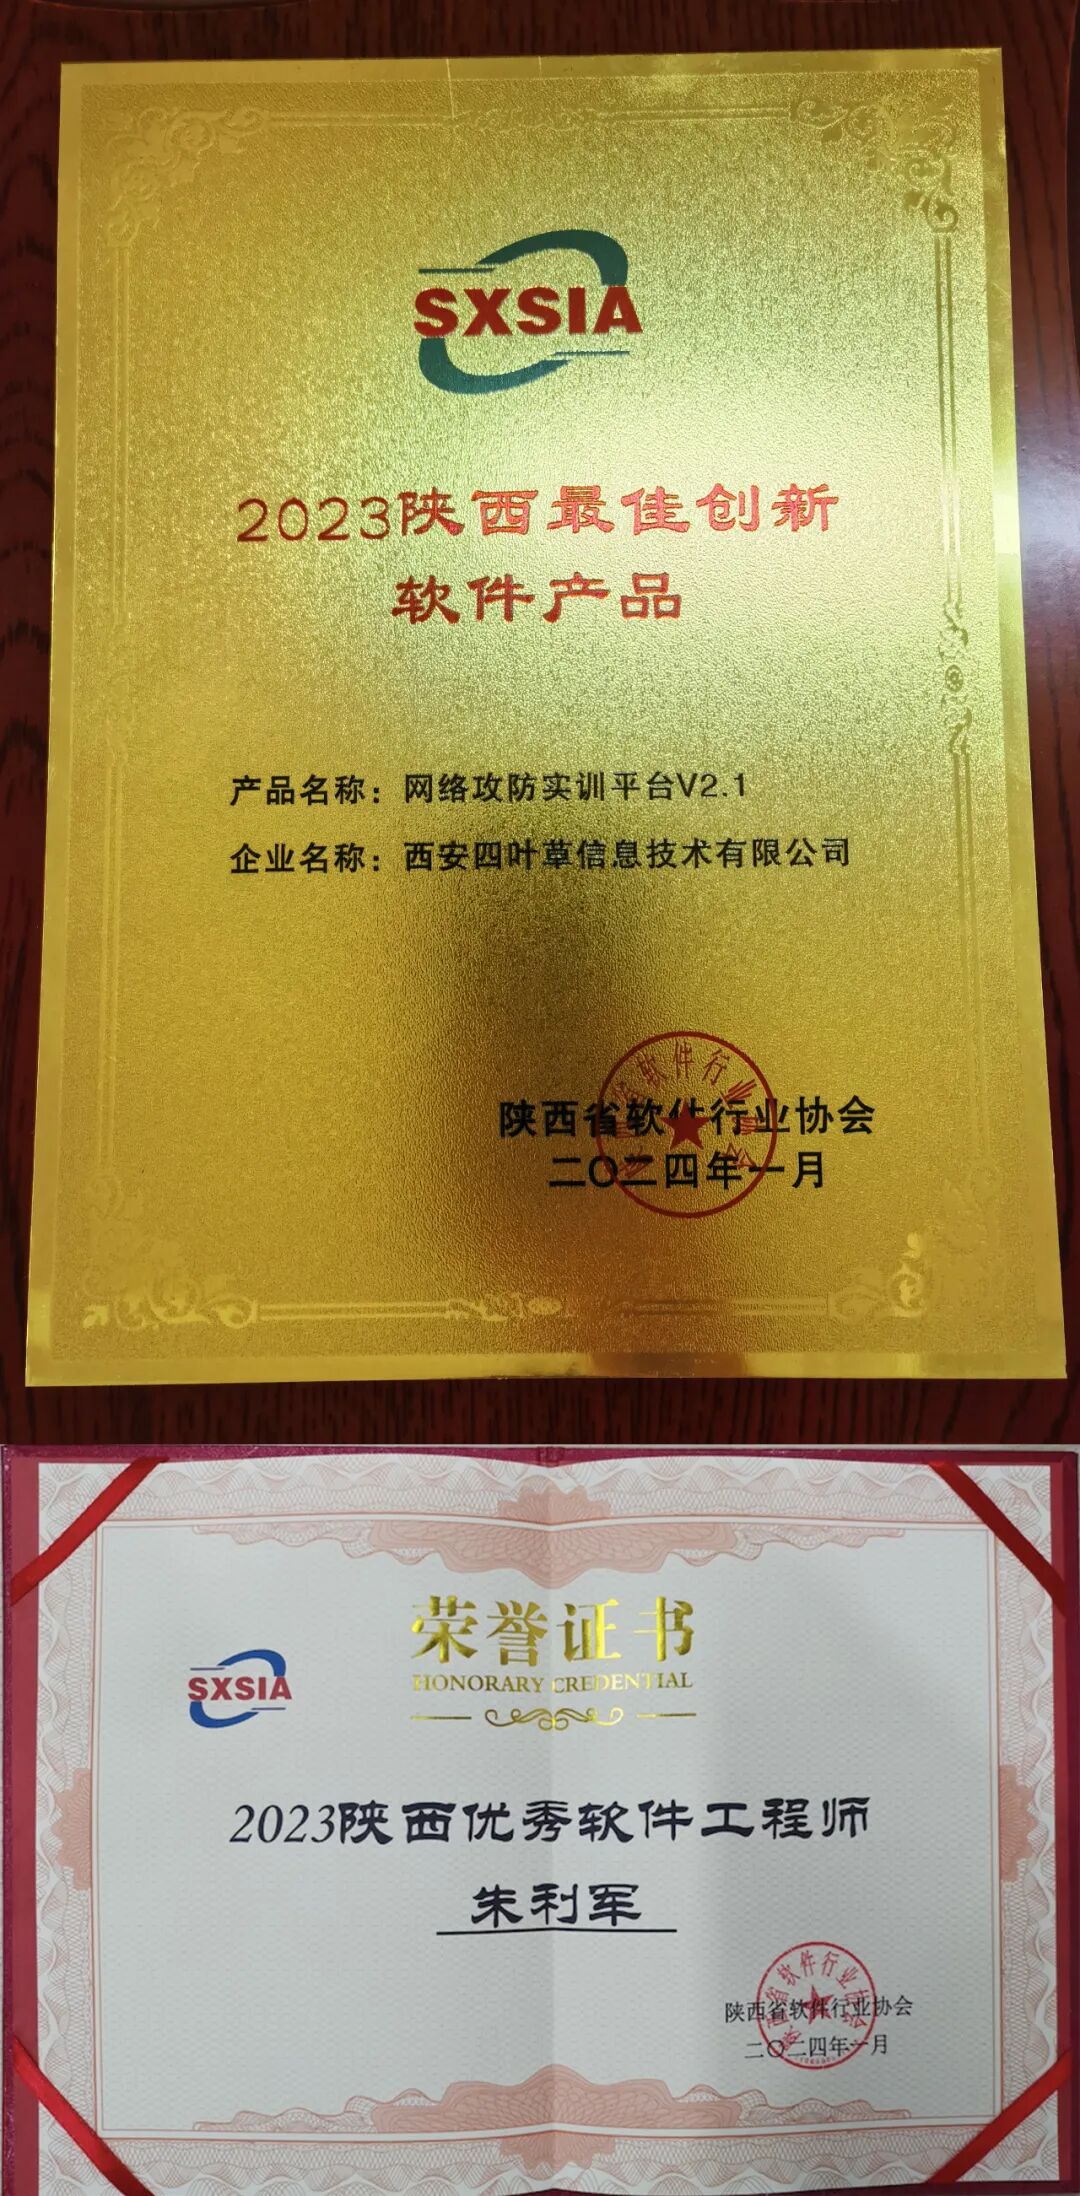 SXSIA
2023陕西最佳创新
软件产品
产品名称：网络攻防实训平台V2.1
企业名称：西安四叶草信息技术有限公司
陕西省软件行业协会
二〇二四年一月
荣誉证书
HONORARY CREDENTIAL
SXSIA
2023陕西优秀软件工程师
朱利军
陕西省软件行业协会
二〇二四年一月